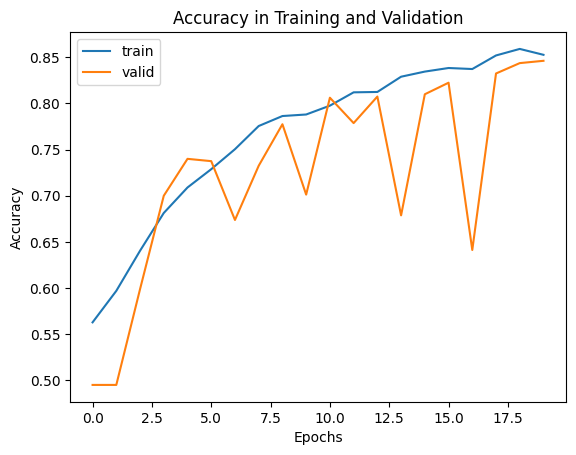 Accuracy in Training and Validation
train
valid
0.85
0.80
0.75
0.70
0.65
0.60
0.55
0.50
Accuracy
0.0 2.5 5.0 7.5 10.0 12.5 15.0 17.5
Epochs